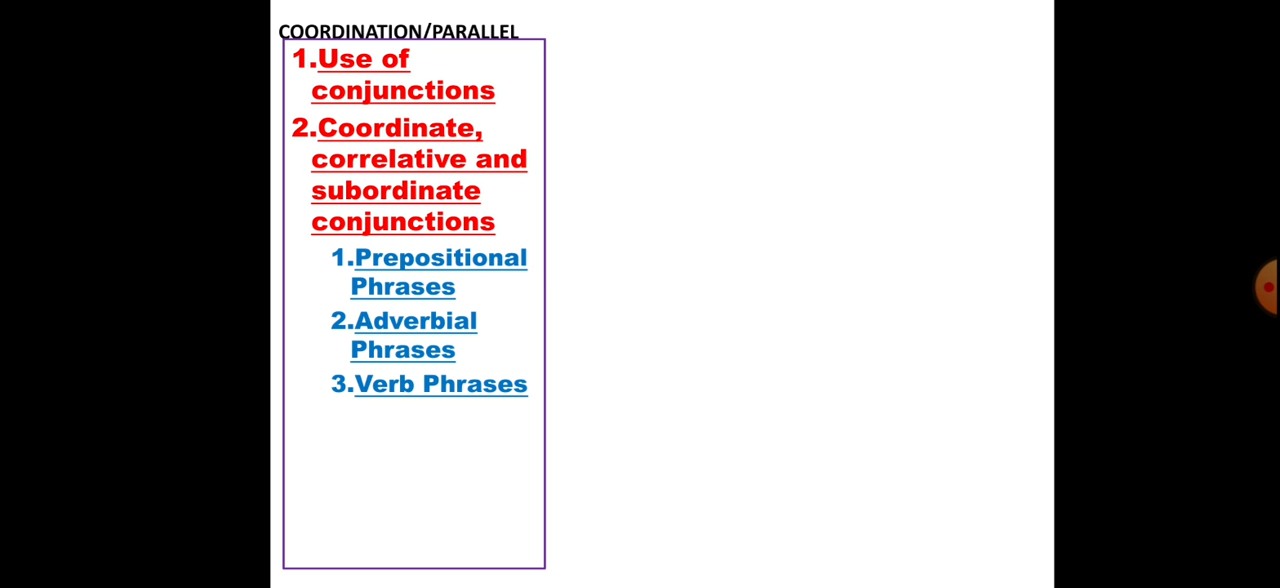 COORDINATION/PARALLEL
1.Use of
conjunctions
2.Coordinate,
correlative and
subordinate
conjunctions
1.Prepositional
Phrases
2.Adverbial
Phrases
3.Verb Phrases